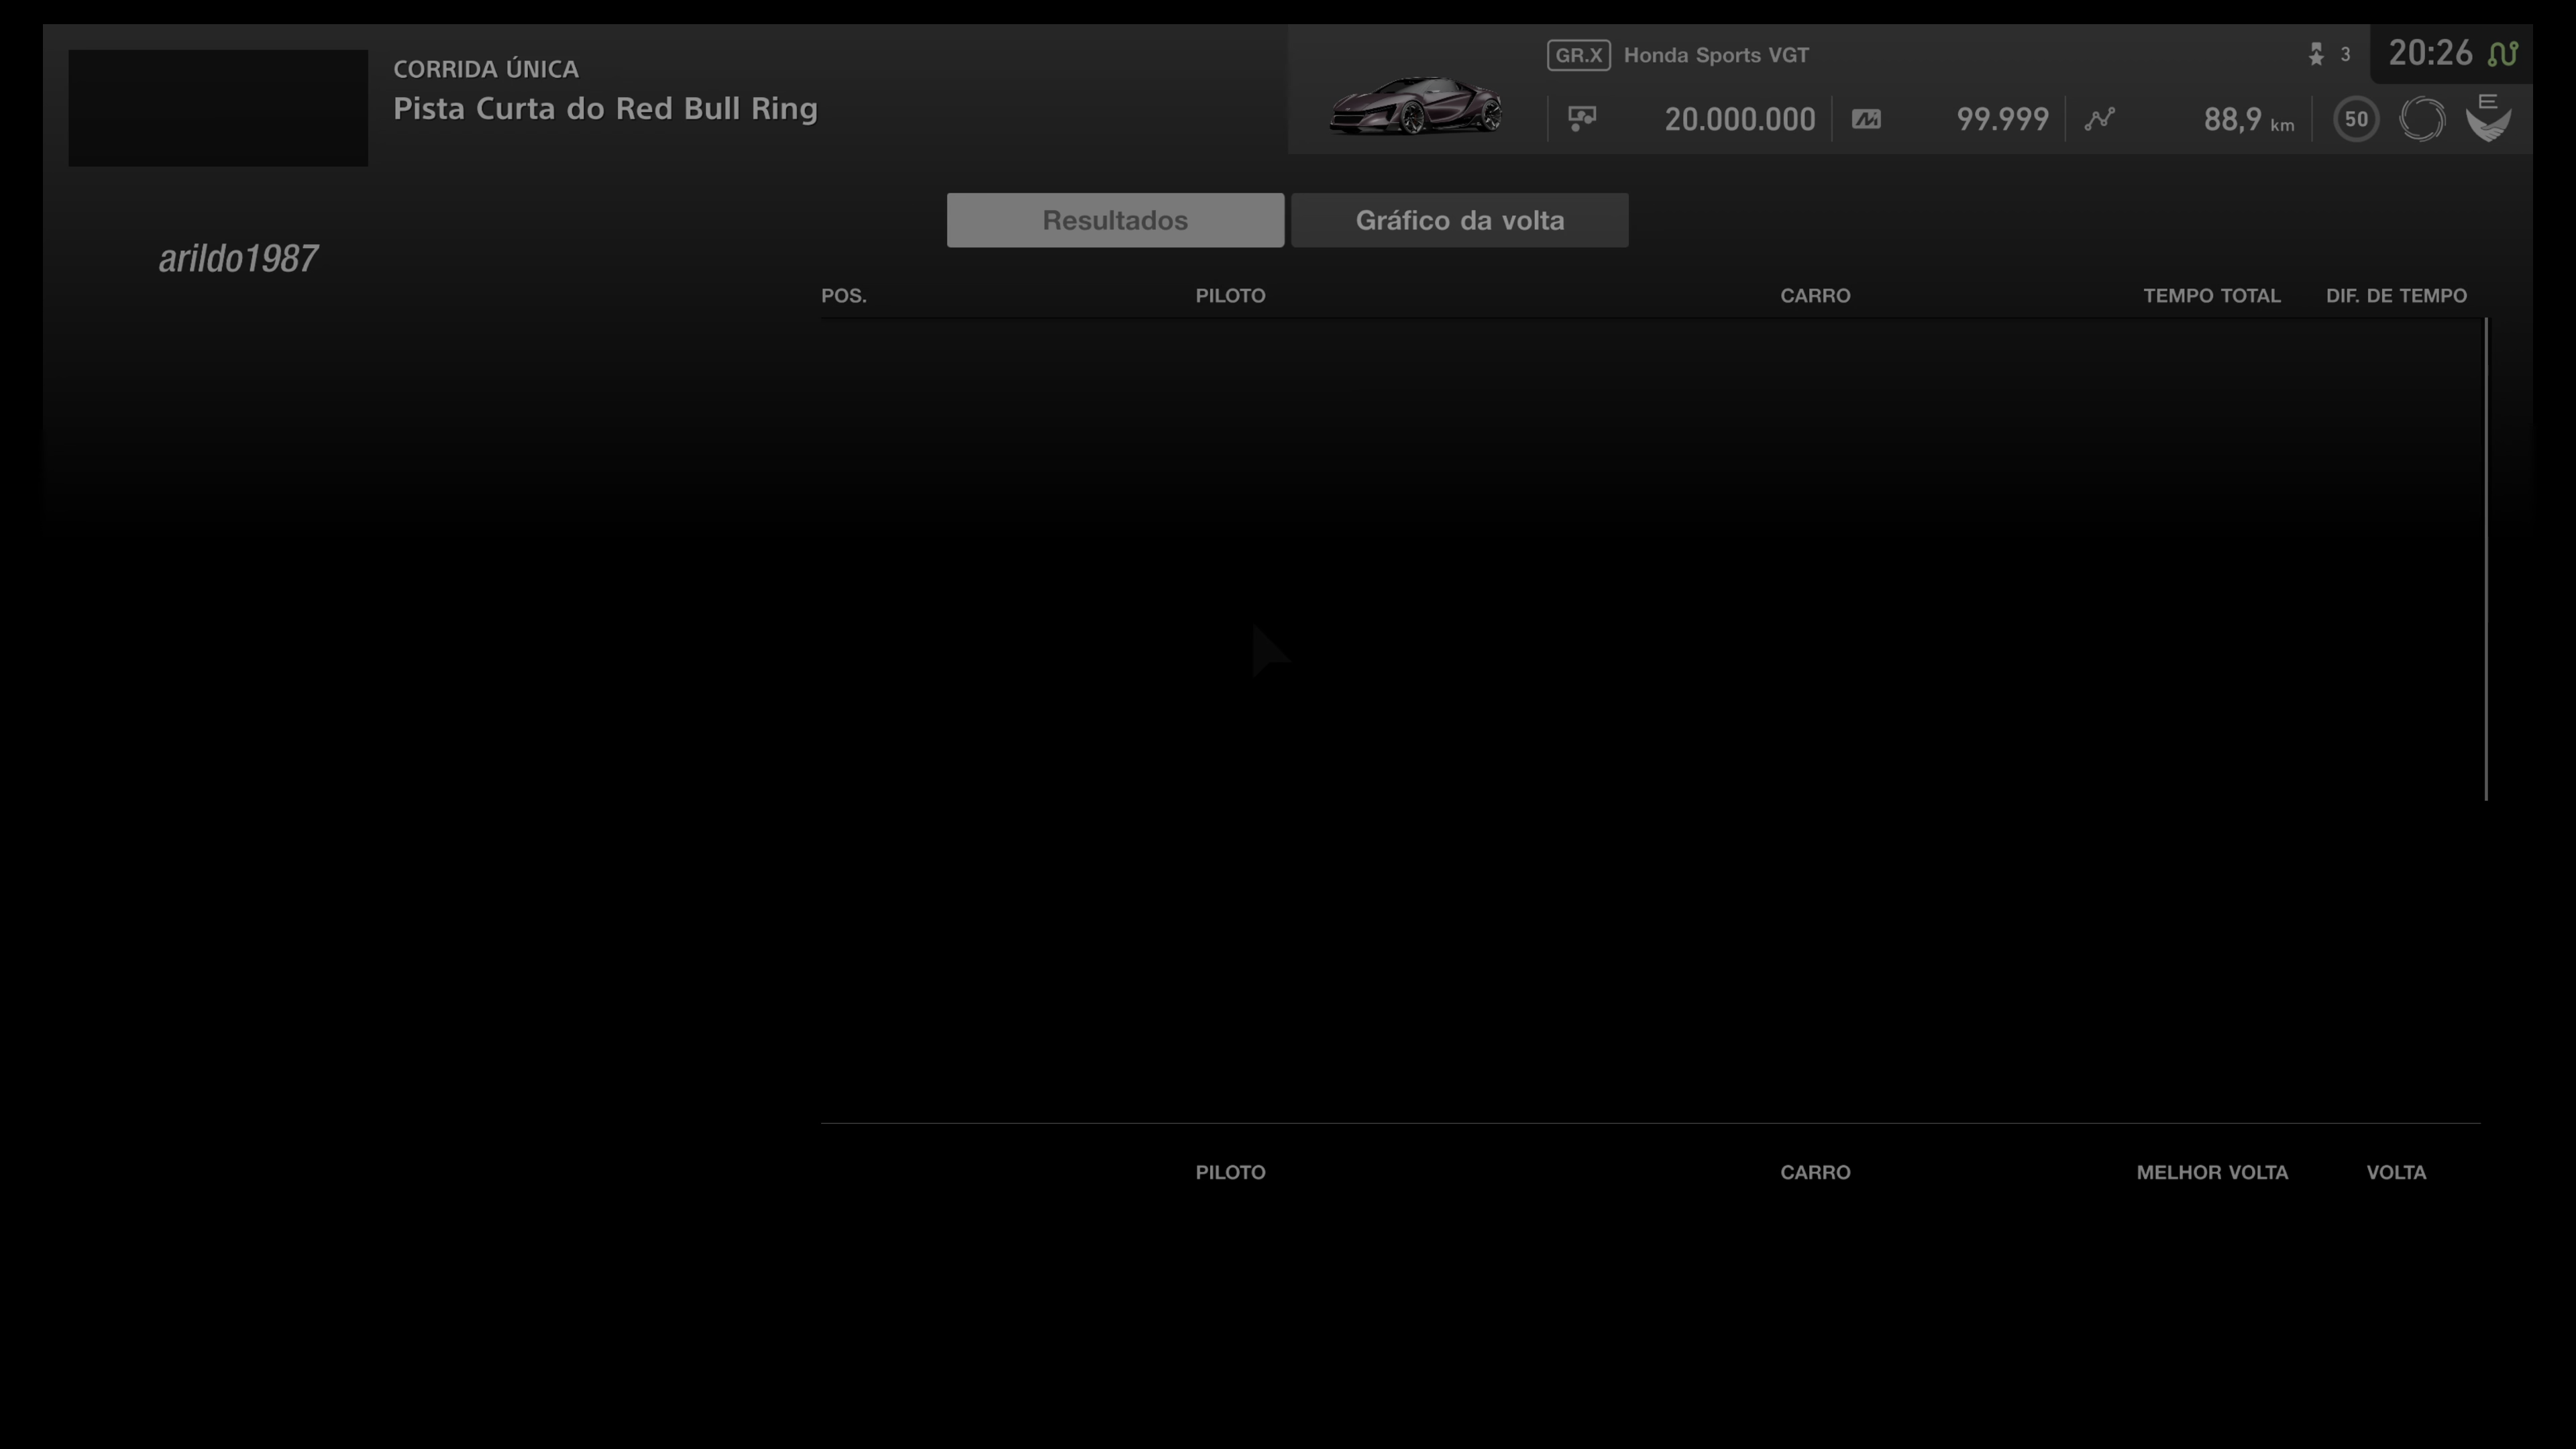 CORRIDA ÚNICA
Pista Curta do Red Bull Ring
GR.X Honda Sports VGT
3
20:26
20.000.000
99.999
88,9 km
50
E
Resultados
Gráfico da volta
arildo1987
POS. PILOTO CARRO TEMPO TOTAL DIF. DE TEMPO
PILOTO CARRO MELHOR VOLTA VOLTA